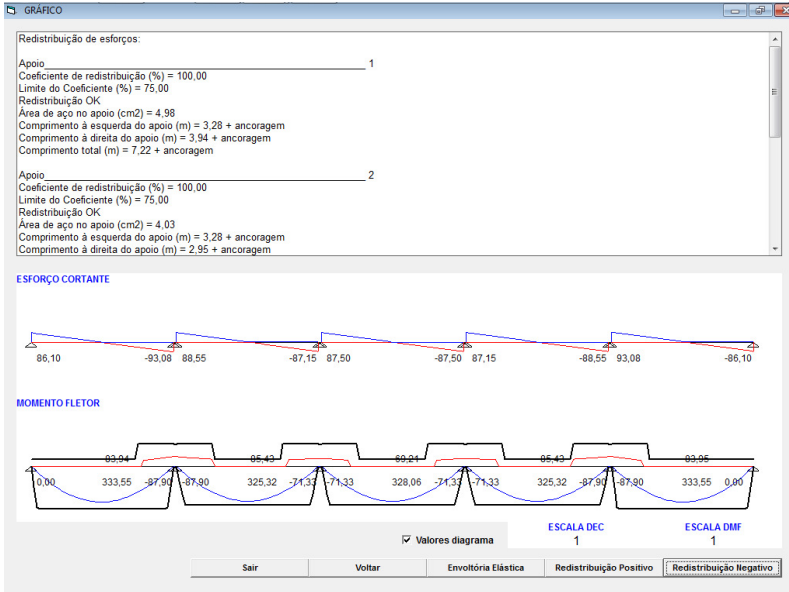 GRÁFICO
Redistribuição de esforços:
Apoio____________________________________________________________ 1
Coeficiente de redistribuição (%) = 100,00
Limite do Coeficiente (%) = 75,00
Redistribuição OK
Área de aço no apoio (cm2) = 4,98
Comprimento à esquerda do apoio (m) = 3,28 + ancoragem
Comprimento à direita do apoio (m) = 3,94 + ancoragem
Comprimento total (m) = 7,22 + ancoragem
Apoio____________________________________________________________ 2
Coeficiente de redistribuição (%) = 100,00
Limite do Coeficiente (%) = 75,00
Redistribuição OK
Área de aço no apoio (cm2) = 4,03
Comprimento à esquerda do apoio (m) = 3,28 + ancoragem
Comprimento à direita do apoio (m) = 2,95 + ancoragem
ESFORÇO CORTANTE
86,10 -93,08 88,55 -87,15 87,50 -87,50 87,15 -88,55 93,08 -86,10
MOMENTO FLETOR
83,94 85,43 69,21 85,43 83,95
0,00 333,55 -87,90 -87,90 325,32 -71,33 -71,33 328,06 -71,33 -71,33 325,32 -87,90 -87,90 333,55 0,00
Valores diagrama
ESCALA DEC ESCALA DMF
1 1
Sair Voltar Envoltória Elástica Redistribuição Positivo Redistribuição Negativo